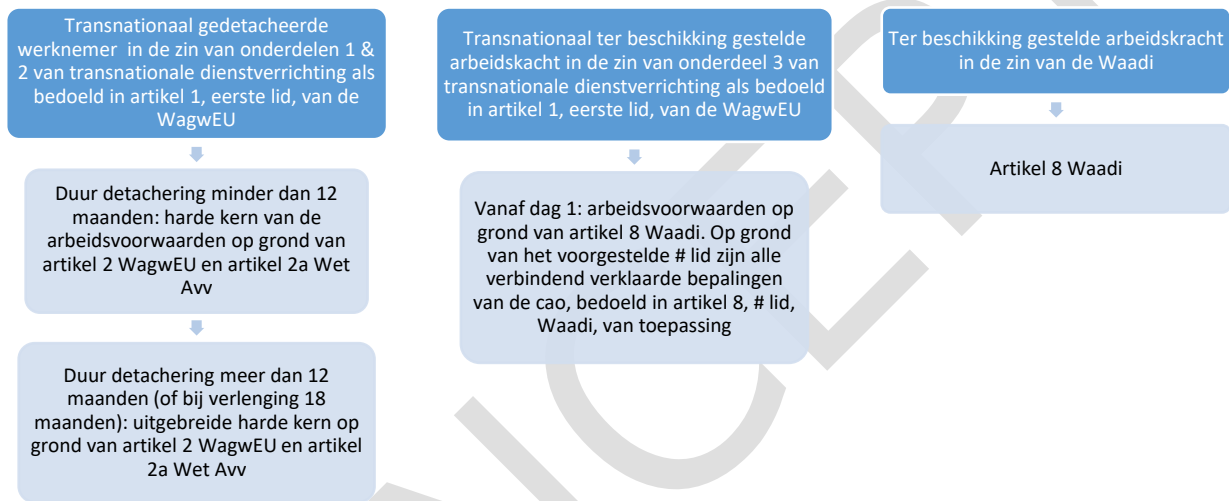 Transnationaal gedetacheerde
werknemer in de zin van onderdelen 1 &
2 van transnationale dienstverrichting als
bedoeld in artikel 1, eerste lid, van de
WagwEU
Duur detachering minder dan 12
maanden: harde kern van de
arbeidsvoorwaarden op grond van
artikel 2 WagwEU en artikel 2a Wet
Avv
Duur detachering meer dan 12
maanden (of bij verlenging 18
maanden): uitgebreide harde kern op
grond van artikel 2 WagwEU en artikel
2a Wet Avv
Transnationaal ter beschikking gestelde
arbeidskacht in de zin van onderdeel 3 van
transnationale dienstverrichting als bedoeld
in artikel 1, eerste lid, van de WagwEU
Vanaf dag 1: arbeidsvoorwaarden op
grond van artikel 8 Waadi. Op grond
van het voorgestelde # lid zijn alle
verbindend verklaarde bepalingen
van de cao, bedoeld in artikel 8, # lid,
Waadi, van toepassing
Ter beschikking gestelde arbeidskracht
in de zin van de Waadi
Artikel 8 Waadi